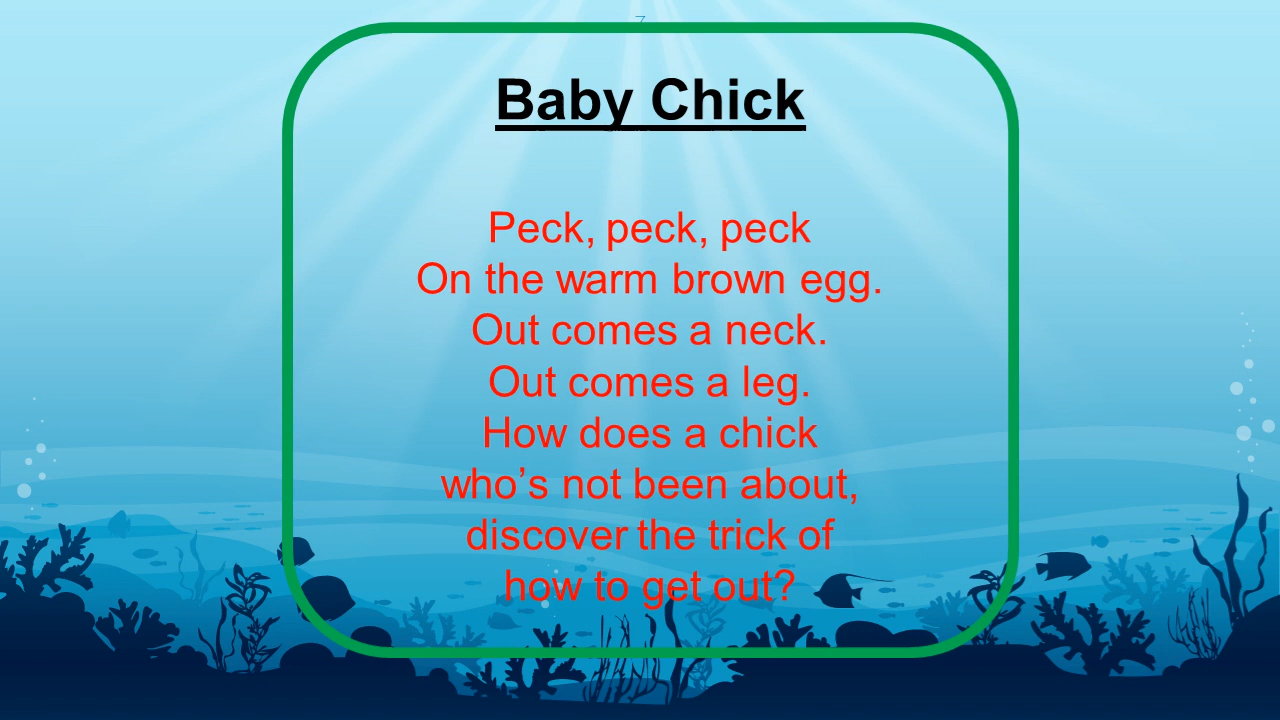 7
Baby Chick
Peck, peck, peck
On the warm brown egg.
Out comes a neck.
Out comes a leg.
How does a chick
who’s not been about,
discover the trick of
how to get out?